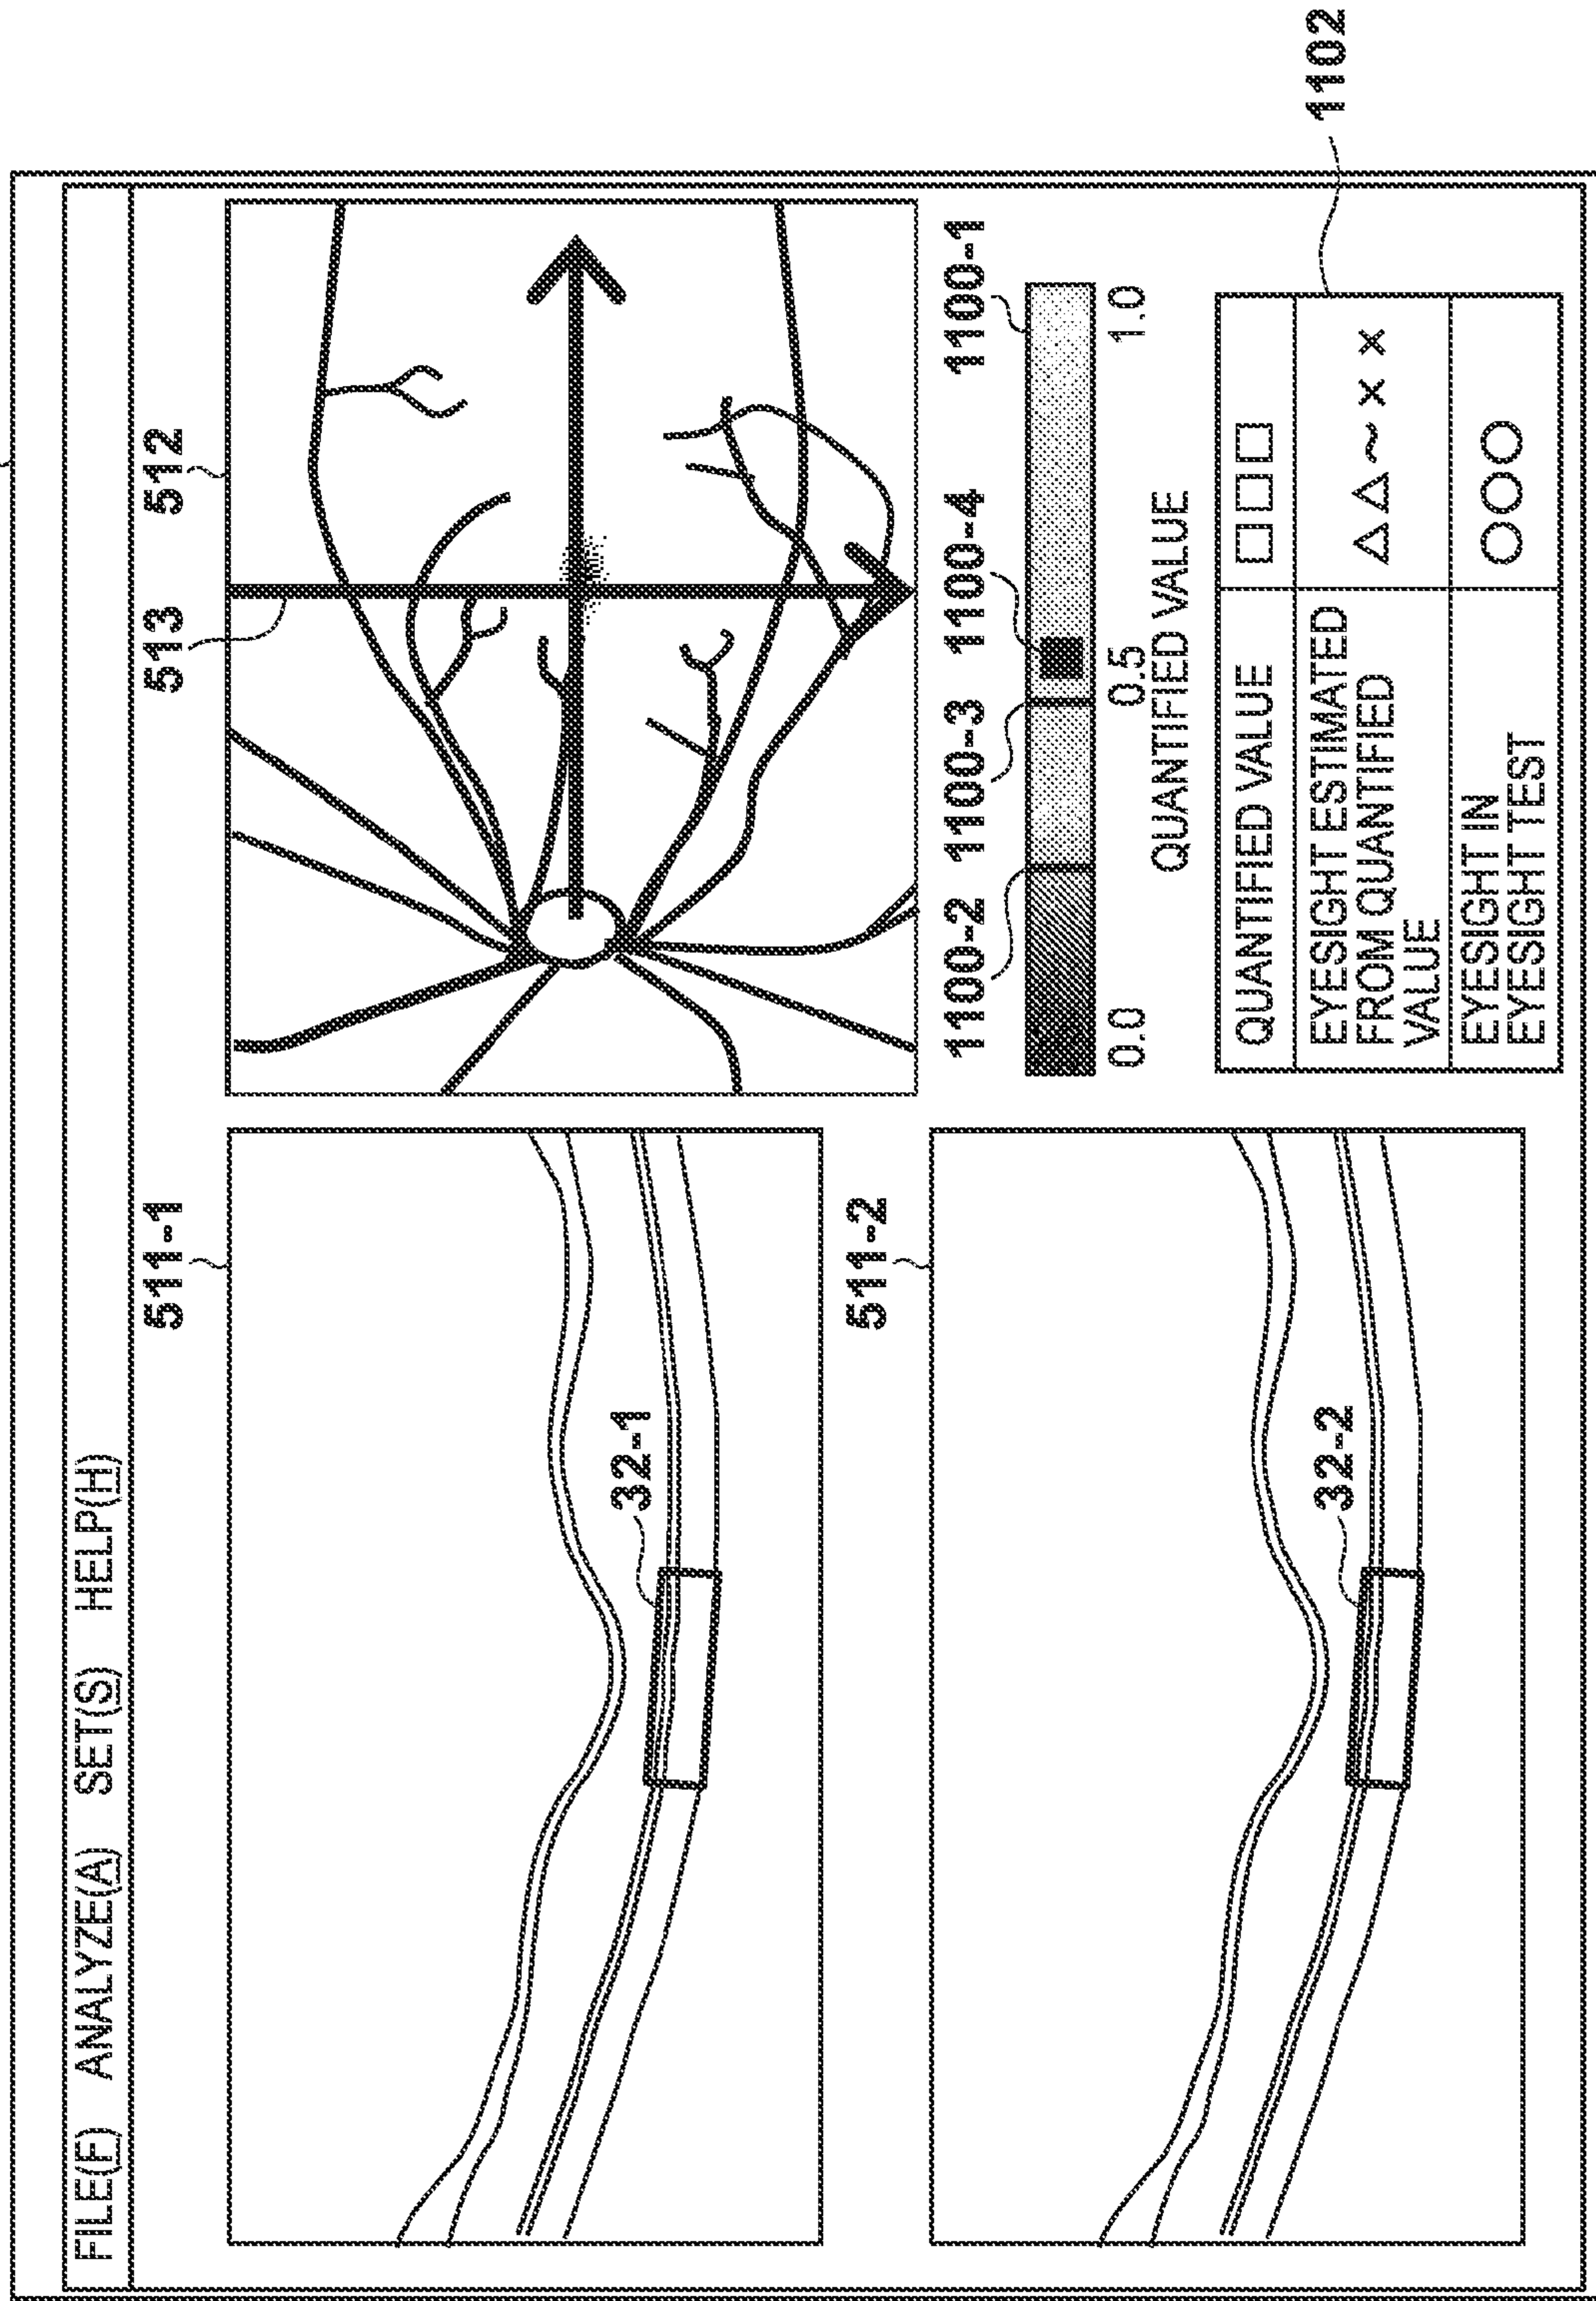 FILE(F) ANALYZE(A) SET(S) HELP(H)
511-1
513
512
32-1
1100-2
1100-3
1100-4
1100-1
0.0
0.5
1.0
QUANTIFIED VALUE
511-2
32-2
1102
QUANTIFIED VALUE □□□
EYESIGHT ESTIMATED
FROM QUANTIFIED
VALUE
△△~××
EYESIGHT IN
EYESIGHT TEST
○○○